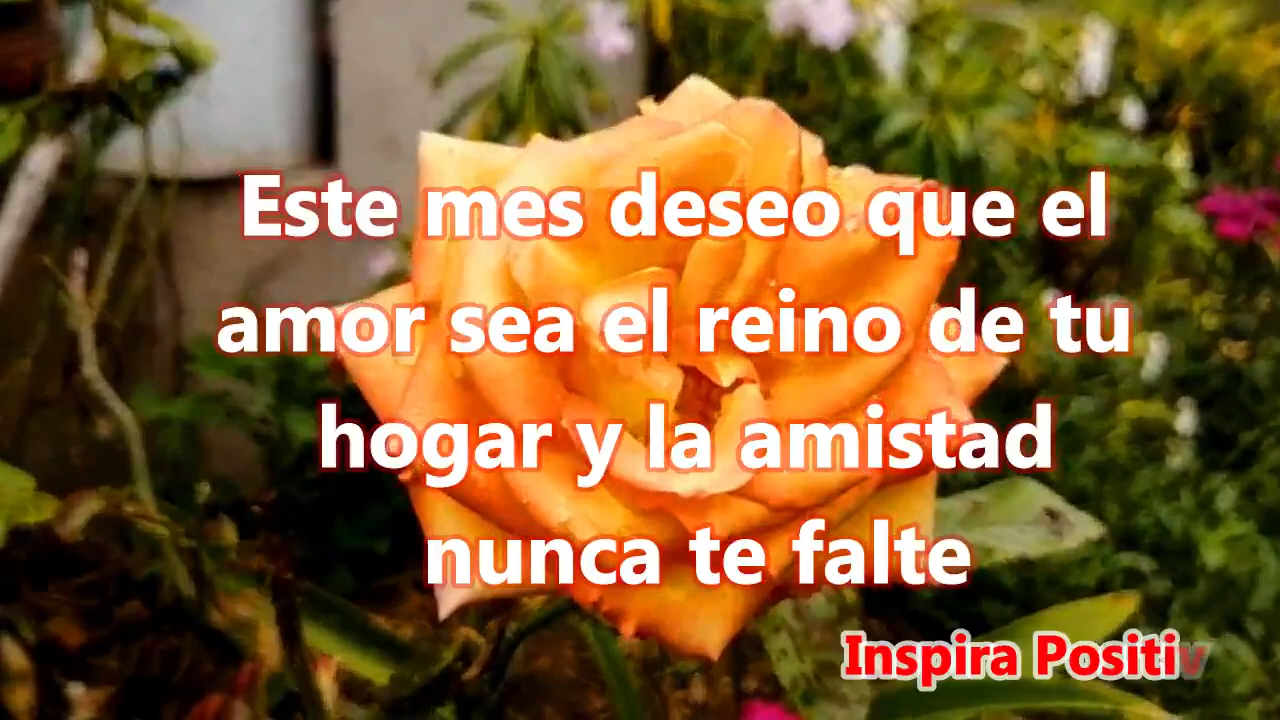 Este mes deseo que el
amor sea el reino de tu
hogar y la amistad
nunca te falte
Inspira Positiv